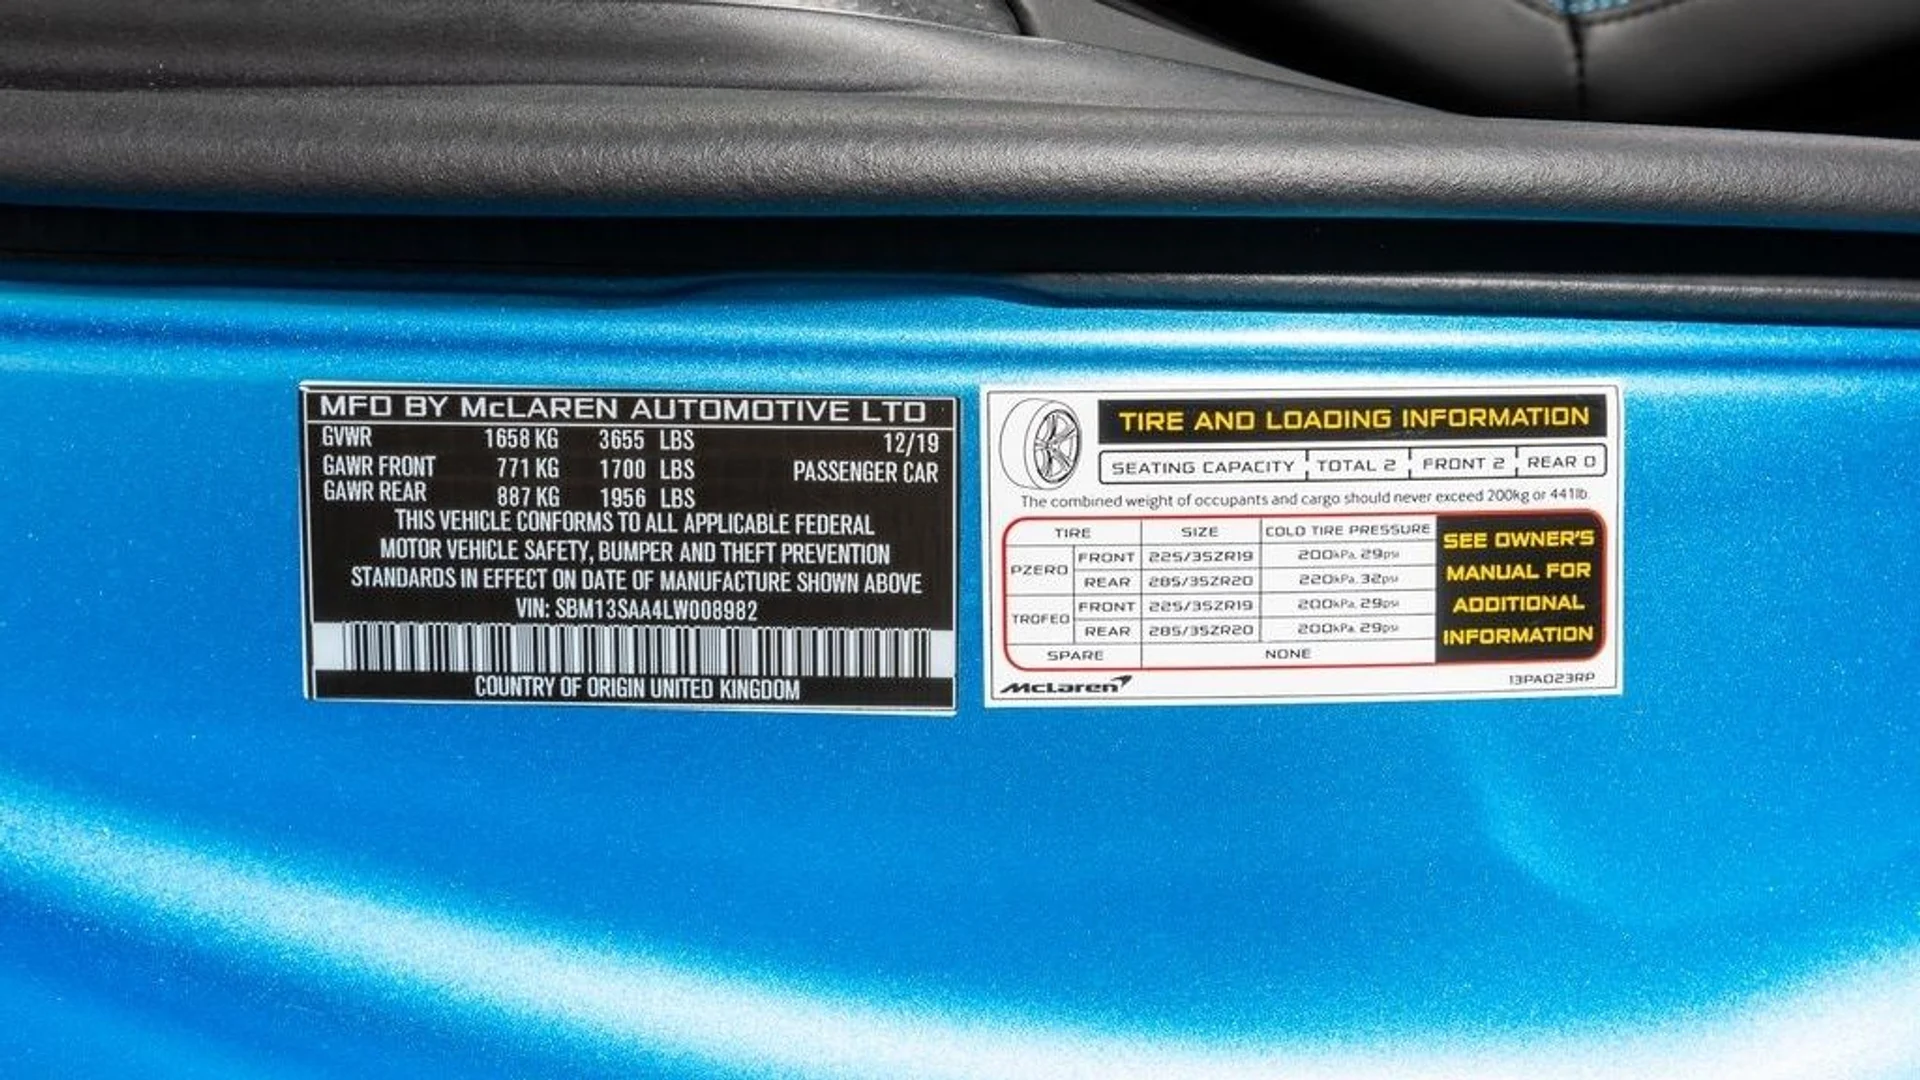 MFD BY McLAREN AUTOMOTIVE LTD
GVWR 1658 KG 3655 LBS 12/19
GAWR FRONT 771 KG 1700 LBS PASSENGER CAR
GAWR REAR 887 KG 1956 LBS
THIS VEHICLE CONFORMS TO ALL APPLICABLE FEDERAL
MOTOR VEHICLE SAFETY, BUMPER AND THEFT PREVENTION
STANDARDS IN EFFECT ON DATE OF MANUFACTURE SHOWN ABOVE
VIN: SBM13SAA4LW008982
COUNTRY OF ORIGIN UNITED KINGDOM
TIRE AND LOADING INFORMATION
SEATING CAPACITY TOTAL 2 FRONT 2 REAR 0
The combined weight of occupants and cargo should never exceed 200kg or 441lb.
TIRE SIZE COLD TIRE PRESSURE
PZERO FRONT 225/35ZR19 200kPa, 29psi
REAR 285/35ZR20 220kPa, 32psi
TROFEO FRONT 225/35ZR19 200kPa, 29psi
REAR 285/35ZR20 200kPa, 29psi
SPARE NONE
SEE OWNER'S
MANUAL FOR
ADDITIONAL
INFORMATION
McLaren
13PA023RP